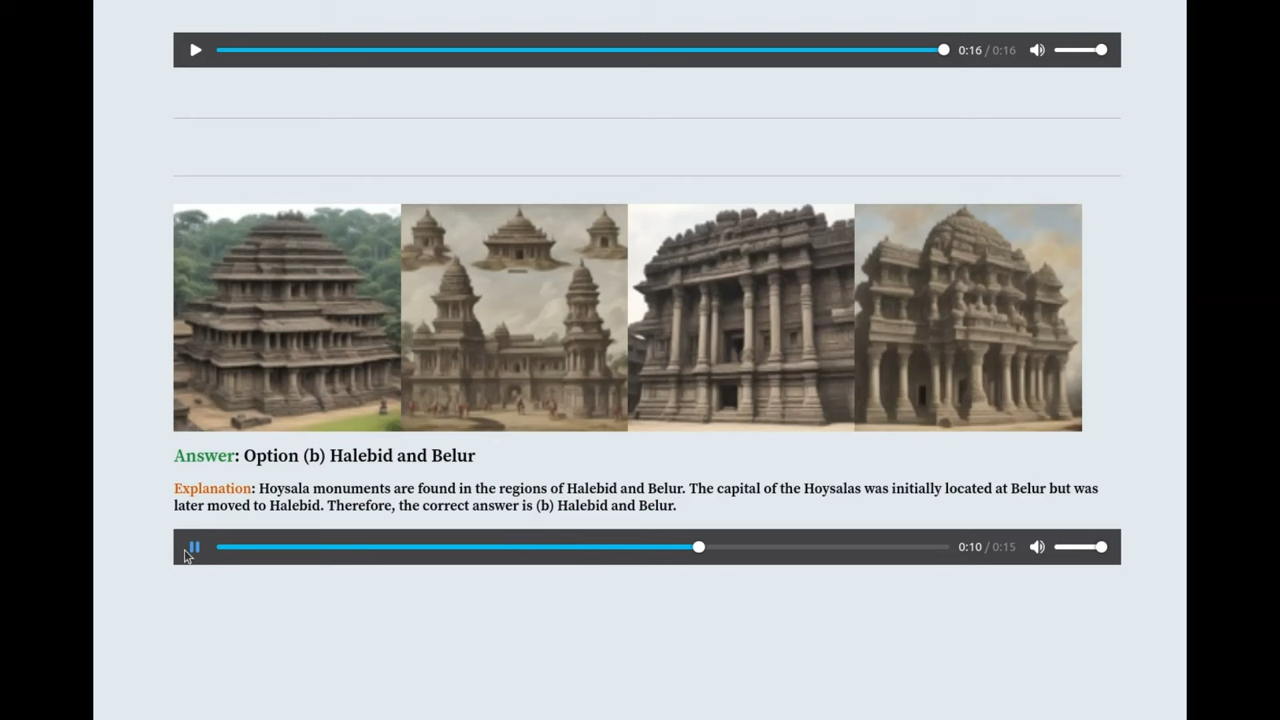 0:16 / 0:16
Answer: Option (b) Halebid and Belur
Explanation: Hoysala monuments are found in the regions of Halebid and Belur. The capital of the Hoysalas was initially located at Belur but was
later moved to Halebid. Therefore, the correct answer is (b) Halebid and Belur.
0:10 / 0:15